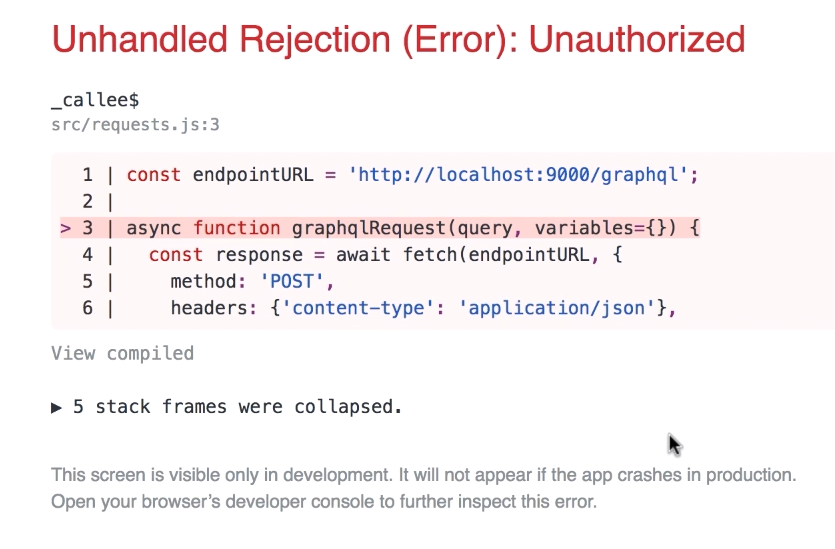 Unhandled Rejection (Error): Unauthorized
_callee$
src/requests.js:3
1 | const endpointURL = 'http://localhost:9000/graphql';
2 |
> 3 | async function graphqlRequest(query, variables={}) {
4 |   const response = await fetch(endpointURL, {
5 |     method: 'POST',
6 |     headers: {'content-type': 'application/json'},
View compiled
▶ 5 stack frames were collapsed.
This screen is visible only in development. It will not appear if the app crashes in production.
Open your browser’s developer console to further inspect this error.